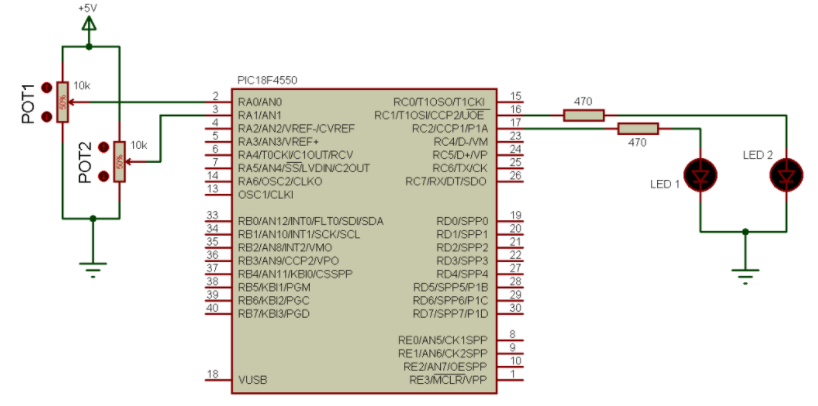 +5V
POT1
10k
50%
POT2
10k
50%
PIC18F4550
2 RA0/AN0
3 RA1/AN1
4 RA2/AN2/VREF-/CVREF
5 RA3/AN3/VREF+
6 RA4/T0CKI/C1OUT/RCV
7 RA5/AN4/SS/LVDIN/C2OUT
14 RA6/OSC2/CLKO
13 OSC1/CLKI
33 RB0/AN12/INT0/FLT0/SDI/SDA
34 RB1/AN10/INT1/SCK/SCL
35 RB2/AN8/INT2/VMO
36 RB3/AN9/CCP2/VPO
37 RB4/AN11/KBI0/CSSPP
38 RB5/KBI1/PGM
39 RB6/KBI2/PGC
40 RB7/KBI3/PGD
18 VUSB
RC0/T1OSO/T1CKI 15
RC1/T1OSI/CCP2/UOE 16
RC2/CCP1/P1A 17
RC4/D-/VM 23
RC5/D+/VP 24
RC6/TX/CK 25
RC7/RX/DT/SDO 26
RD0/SPP0 19
RD1/SPP1 20
RD2/SPP2 21
RD3/SPP3 22
RD4/SPP4 27
RD5/SPP5/P1B 28
RD6/SPP6/P1C 29
RD7/SPP7/P1D 30
RE0/AN5/CK1SPP 8
RE1/AN6/CK2SPP 9
RE2/AN7/OESPP 10
RE3/MCLR/VPP 1
470
470
LED 1
LED 2